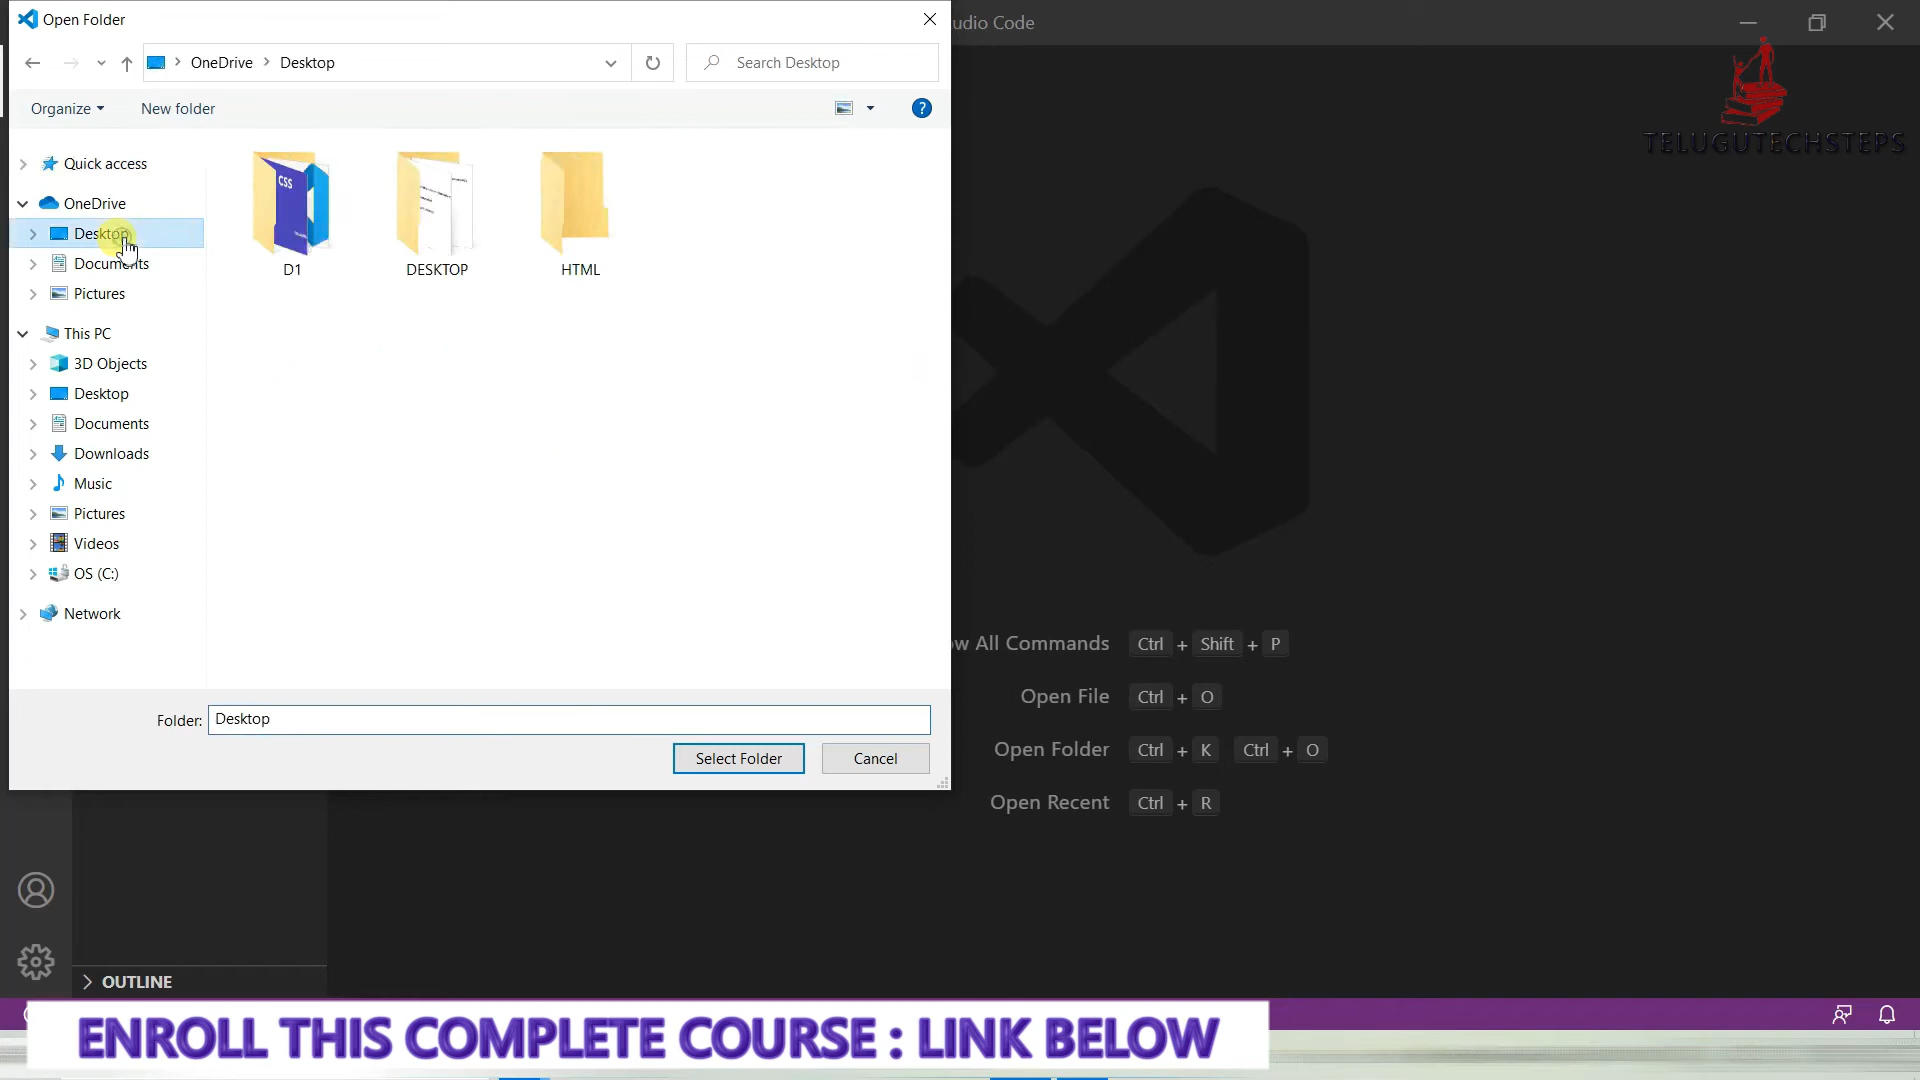 Open Folder
udio Code
OneDrive
Desktop
Search Desktop
TELUGUTECHSTEPS
Organize
New folder
?
Quick access
OneDrive
Desktop
Documents
Pictures
This PC
3D Objects
Desktop
Documents
Downloads
Music
Pictures
Videos
OS (C:)
Network
CSS
D1
DESKTOP
HTML
Folder: Desktop
Select Folder
Cancel
ow All Commands Ctrl + Shift + P
Open File Ctrl + O
Open Folder Ctrl + K Ctrl + O
Open Recent Ctrl + R
OUTLINE
ENROLL THIS COMPLETE COURSE : LINK BELOW